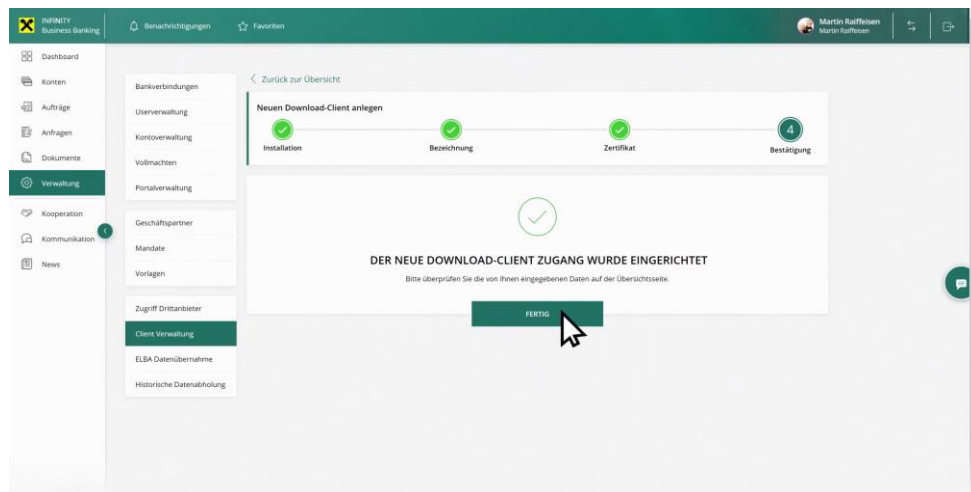 INFINITY
Business Banking
Benachrichtigungen
Favoriten
Martin Raiffeisen
Martin Raiffeisen
Dashboard
Konten
Aufträge
Anfragen
Dokumente
Verwaltung
Kooperation
Kommunikation
News
Bankverbindungen
Userverwaltung
Kontoverwaltung
Vollmachten
Portalverwaltung
Geschäftspartner
Mandate
Vorlagen
Zugriff Drittanbieter
Client Verwaltung
ELBA Datenübernahme
Historische Datenabholung
Zurück zur Übersicht
Neuen Download-Client anlegen
Installation
Bezeichnung
Zertifikat
4
Bestätigung
DER NEUE DOWNLOAD-CLIENT ZUGANG WURDE EINGERICHTET
Bitte überprüfen Sie die von Ihnen eingegebenen Daten auf der Übersichtsseite.
FERTIG